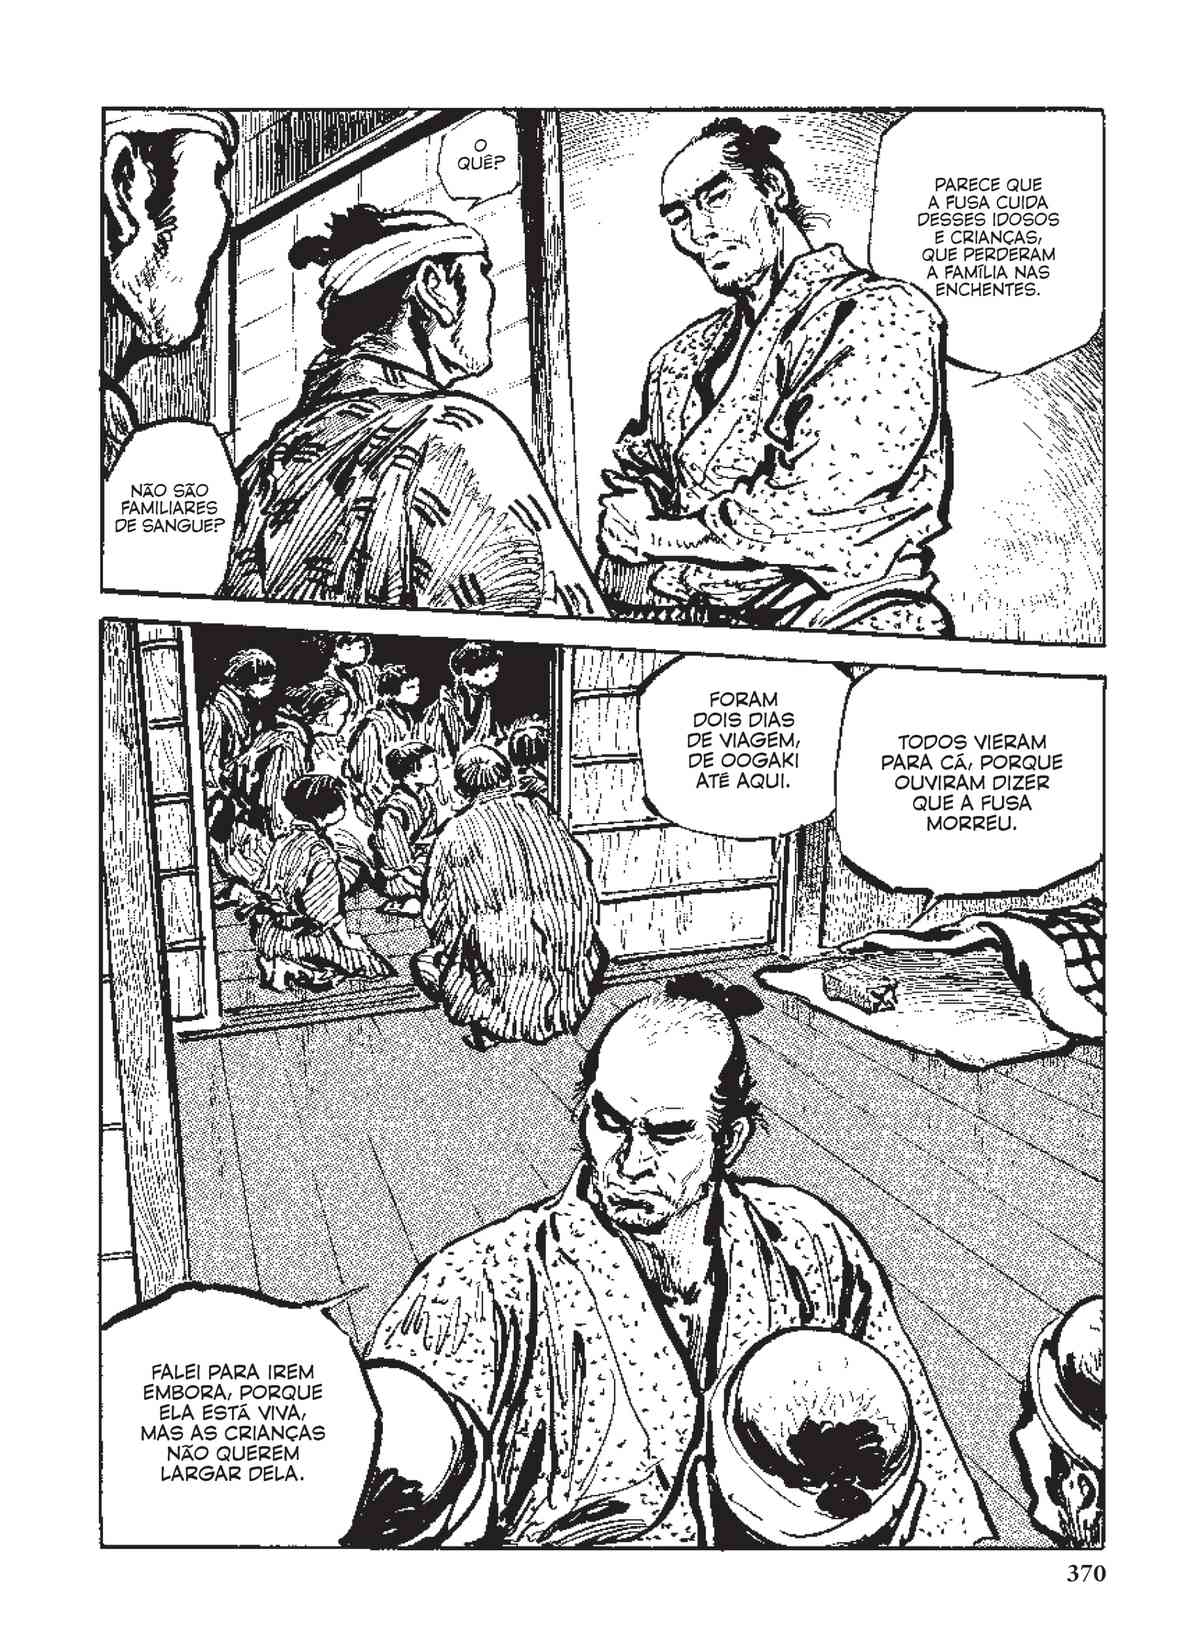 PARECE QUE
A FUSA CUIDA
DESSES IDOSOS
E CRIANÇAS,
QUE PERDERAM
A FAMÍLIA NAS
ENCHENTES.
O
QUÊ?
NÃO SÃO
FAMILIARES
DE SANGUE?
TODOS VIERAM
PARA CÁ, PORQUE
OUVIRAM DIZER
QUE A FUSA
MORREU.
FORAM
DOIS DIAS
DE VIAGEM,
DE OOGAKI
ATÉ AQUI.
FALEI PARA IREM
EMBORA, PORQUE
ELA ESTÁ VIVA,
MAS AS CRIANÇAS
NÃO QUEREM
LARGAR DELA.
370